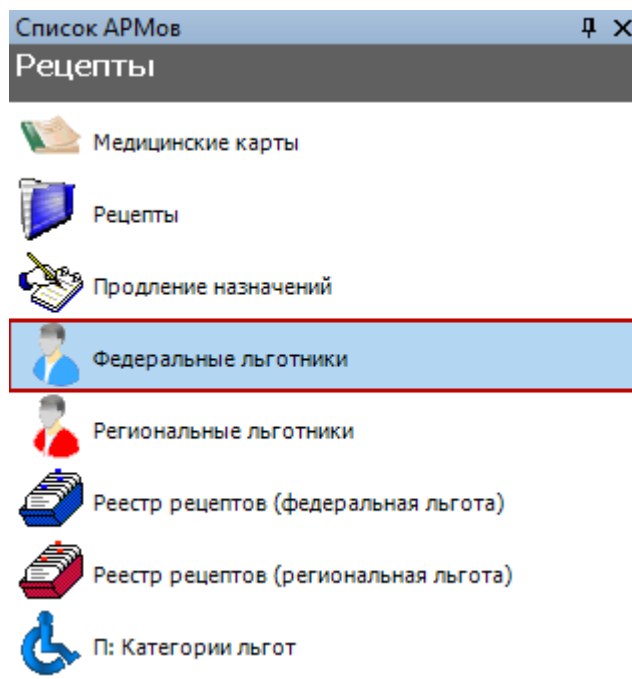 Список АРМов
Рецепты
Медицинские карты
Рецепты
Продление назначений
Федеральные льготники
Региональные льготники
Реестр рецептов (федеральная льгота)
Реестр рецептов (региональная льгота)
П: Категории льгот